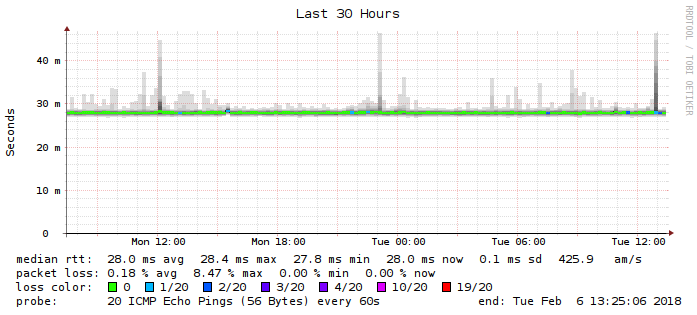 Last 30 Hours
RRDTOOL / TOBI OETIKER
Seconds
40 m
30 m
20 m
10 m
0
Mon 12:00 Mon 18:00 Tue 00:00 Tue 06:00 Tue 12:00
median rtt: 28.0 ms avg 28.4 ms max 27.8 ms min 28.0 ms now 0.1 ms sd 425.9 am/s
packet loss: 0.18 % avg 8.47 % max 0.00 % min 0.00 % now
loss color: 0 1/20 2/20 3/20 4/20 10/20 19/20
probe: 20 ICMP Echo Pings (56 Bytes) every 60s end: Tue Feb 6 13:25:06 2018